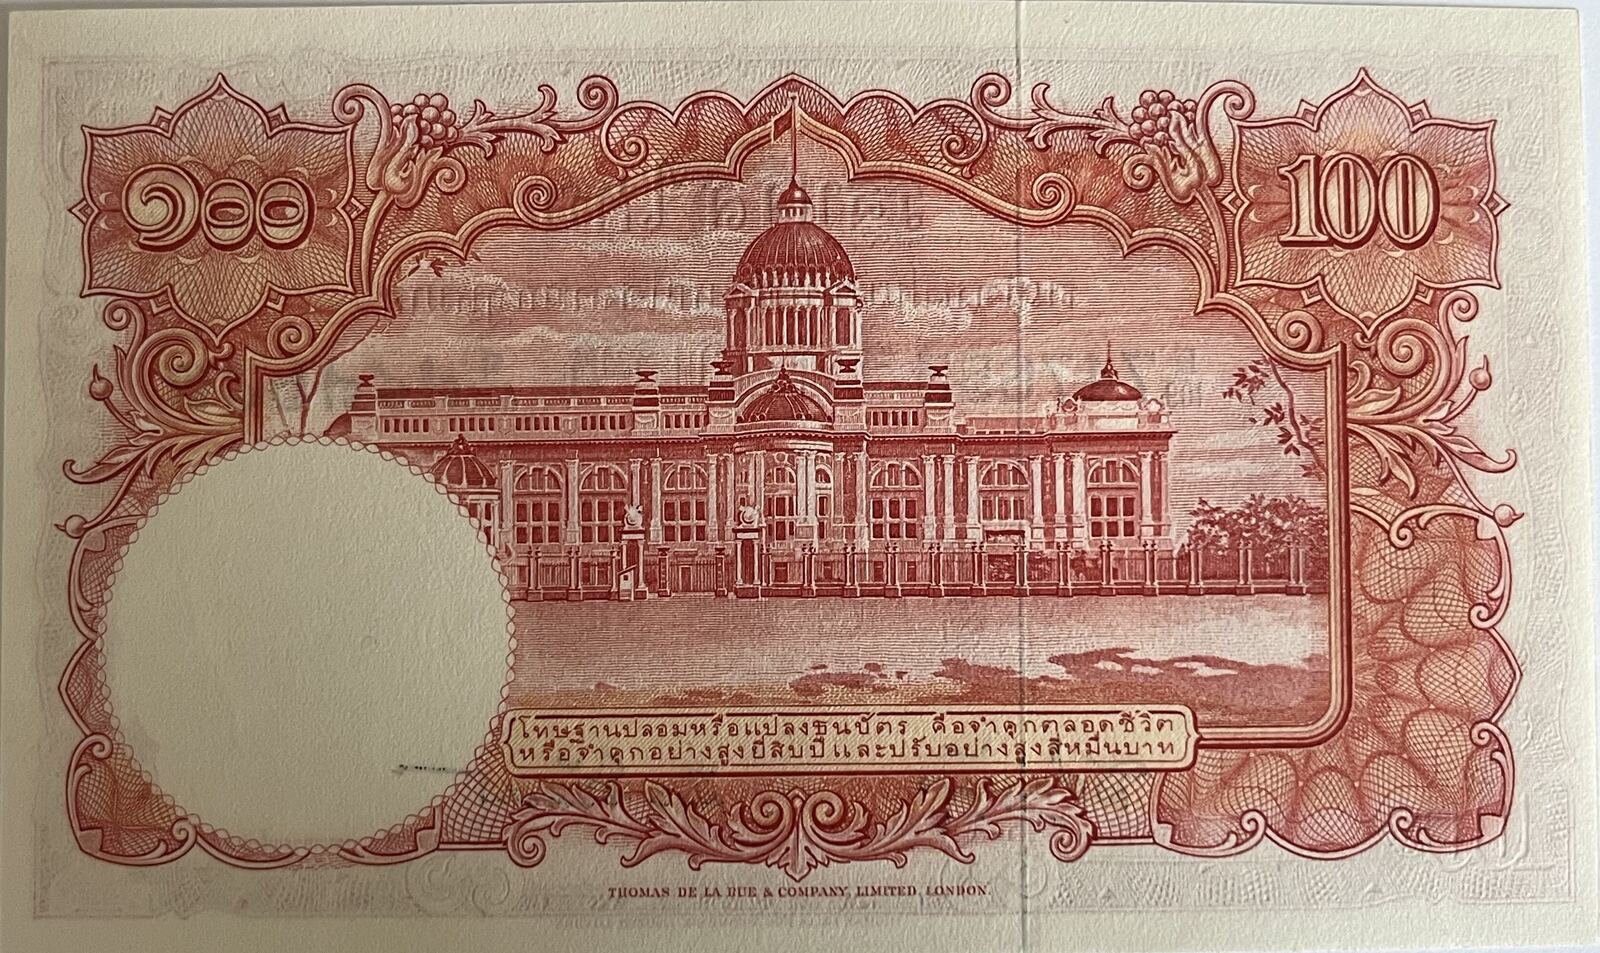 ๑๐๐
100
โทษฐานปลอมหรือแปลงธนบัตร คือจำคุกตลอดชีวิต
หรือจำคุกอย่างสูงยี่สิบปีและปรับอย่างสูงสี่หมื่นบาท
THOMAS DE LA RUE & COMPANY, LIMITED, LONDON.